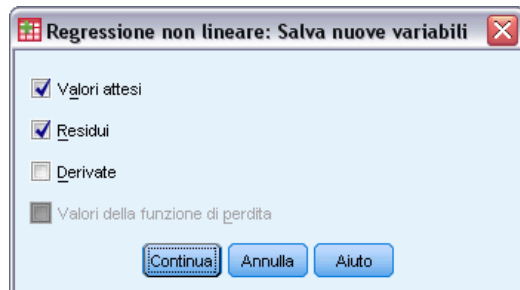 Regressione non lineare: Salva nuove variabili
Valori attesi
Residui
Derivate
Valori della funzione di perdita
Continua Annulla Aiuto